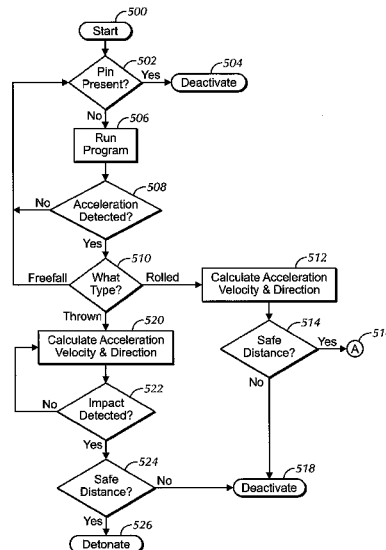 500
Start
502
Pin
Present?
Yes
504
Deactivate
No
506
Run
Program
508
No
Acceleration
Detected?
Yes
510
Freefall
What
Type?
Rolled
512
Calculate Acceleration
Velocity & Direction
Thrown
520
Calculate Acceleration
Velocity & Direction
514
Safe
Distance?
Yes
A
No
522
No
Impact
Detected?
Yes
524
Safe
Distance?
No
518
Deactivate
Yes
526
Detonate